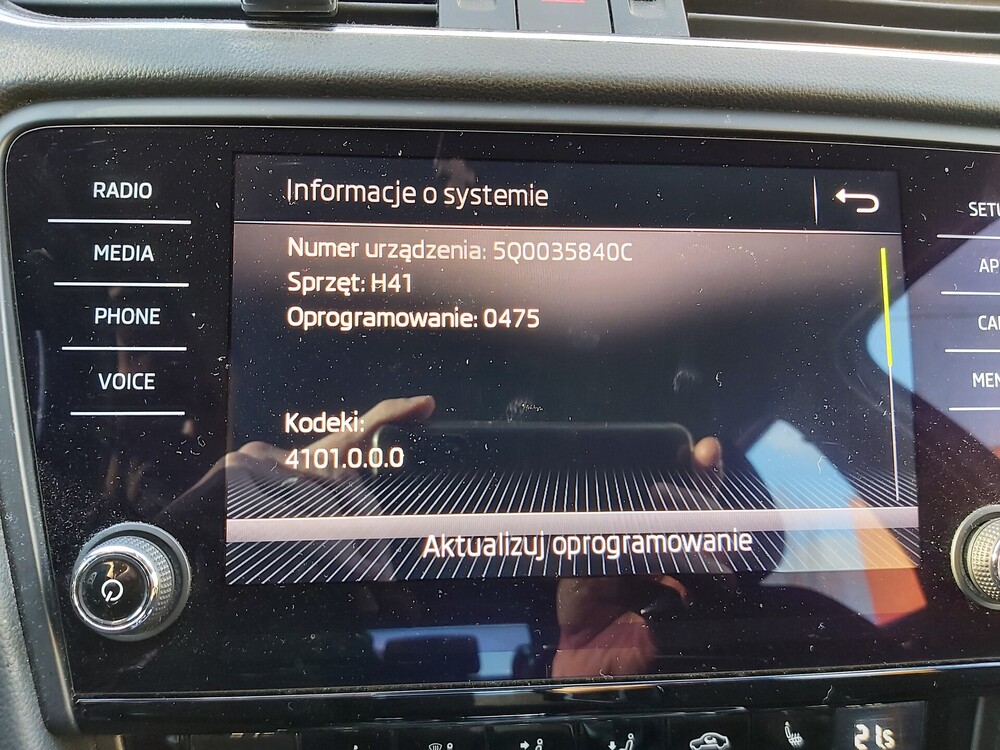 RADIO
MEDIA
PHONE
VOICE
Informacje o systemie
Numer urządzenia: 5Q0035840C
Sprzęt: H41
Oprogramowanie: 0475
Kodeki:
4101.0.0.0
Aktualizuj oprogramowanie